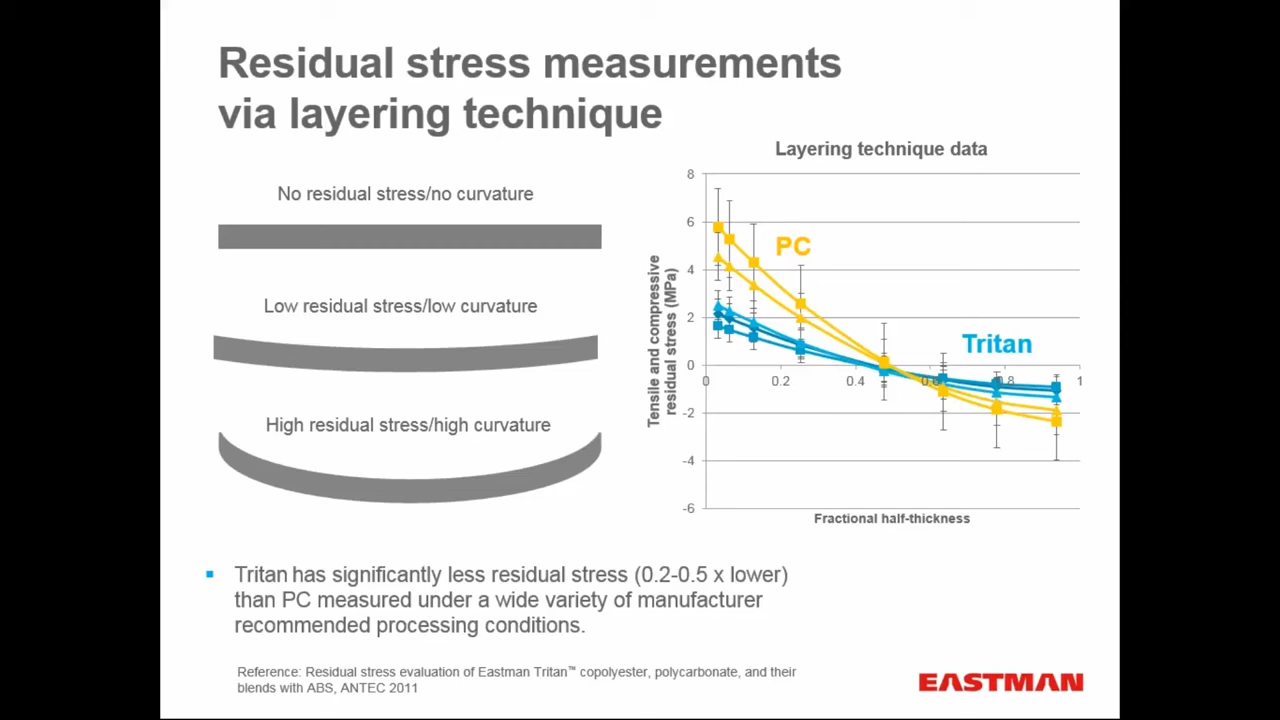 Residual stress measurements
via layering technique
No residual stress/no curvature
Low residual stress/low curvature
High residual stress/high curvature
Layering technique data
8
6
4
2
0
-2
-4
-6
0
0.2
0.4
0.6
0.8
1
Tensile and compressive
residual stress (MPa)
PC
Tritan
Fractional half-thickness
▪ Tritan has significantly less residual stress (0.2-0.5 x lower)
than PC measured under a wide variety of manufacturer
recommended processing conditions.
Reference: Residual stress evaluation of Eastman Tritan™ copolyester, polycarbonate, and their
blends with ABS, ANTEC 2011
EASTMAN